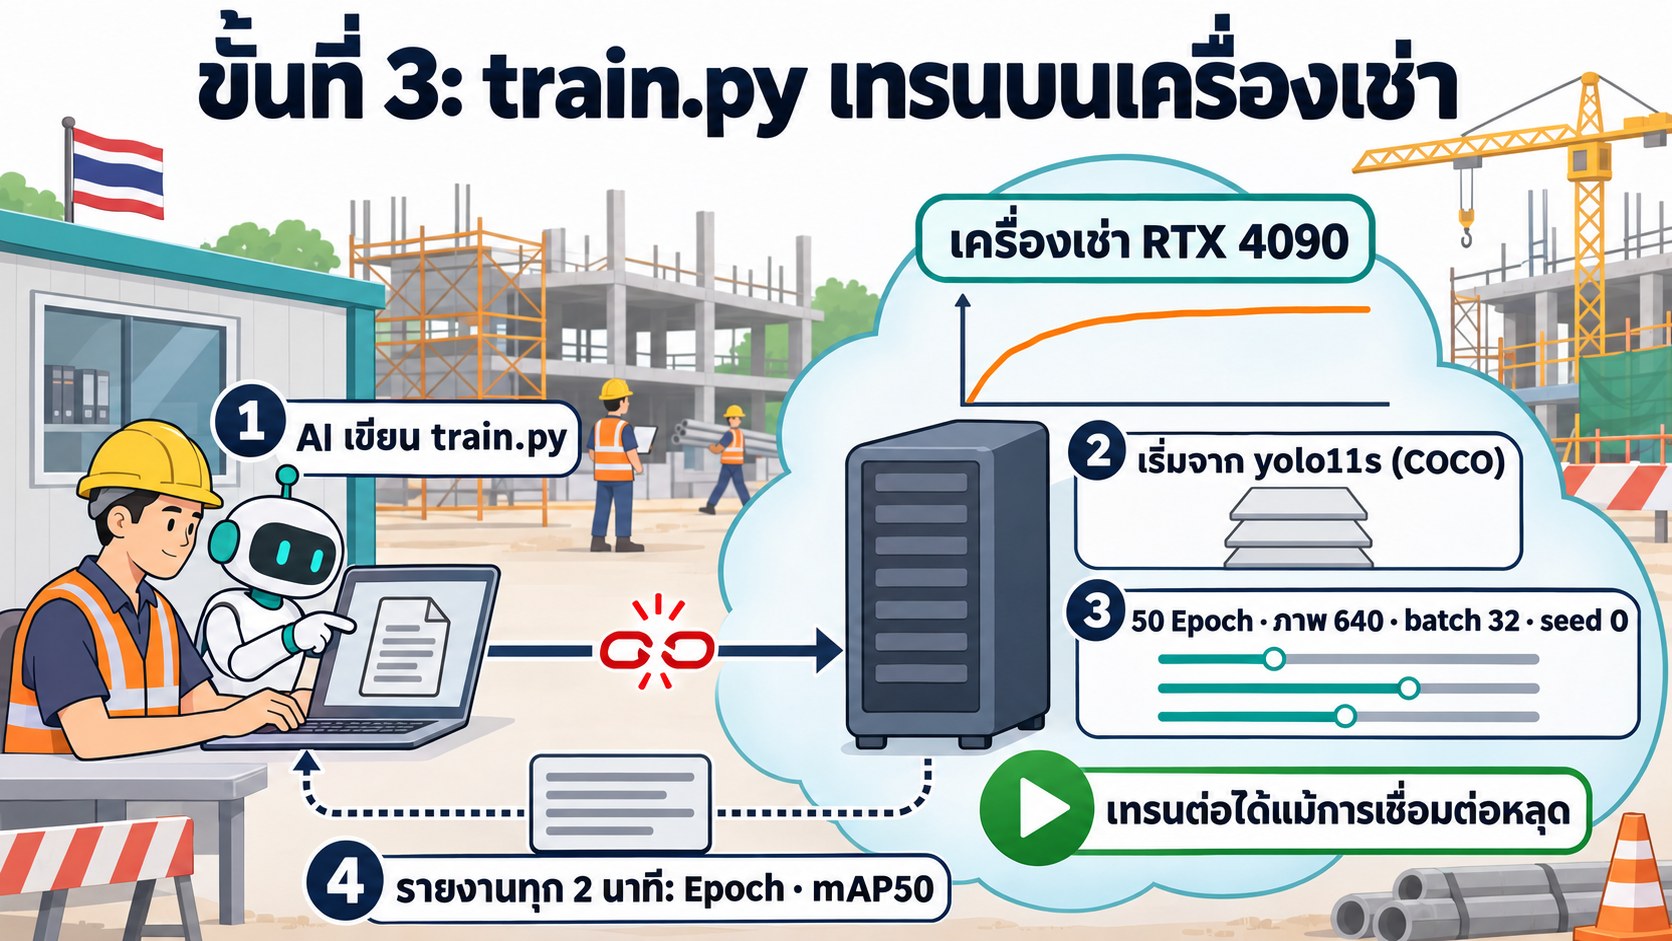 ขั้นที่ 3: train.py เทรนบนเครื่องเช่า
เครื่องเช่า RTX 4090
1 AI เขียน train.py
2 เริ่มจาก yolo11s (COCO)
3 50 Epoch · ภาพ 640 · batch 32 · seed 0
เทรนต่อได้แม้การเชื่อมต่อหลุด
4 รายงานทุก 2 นาที: Epoch · mAP50